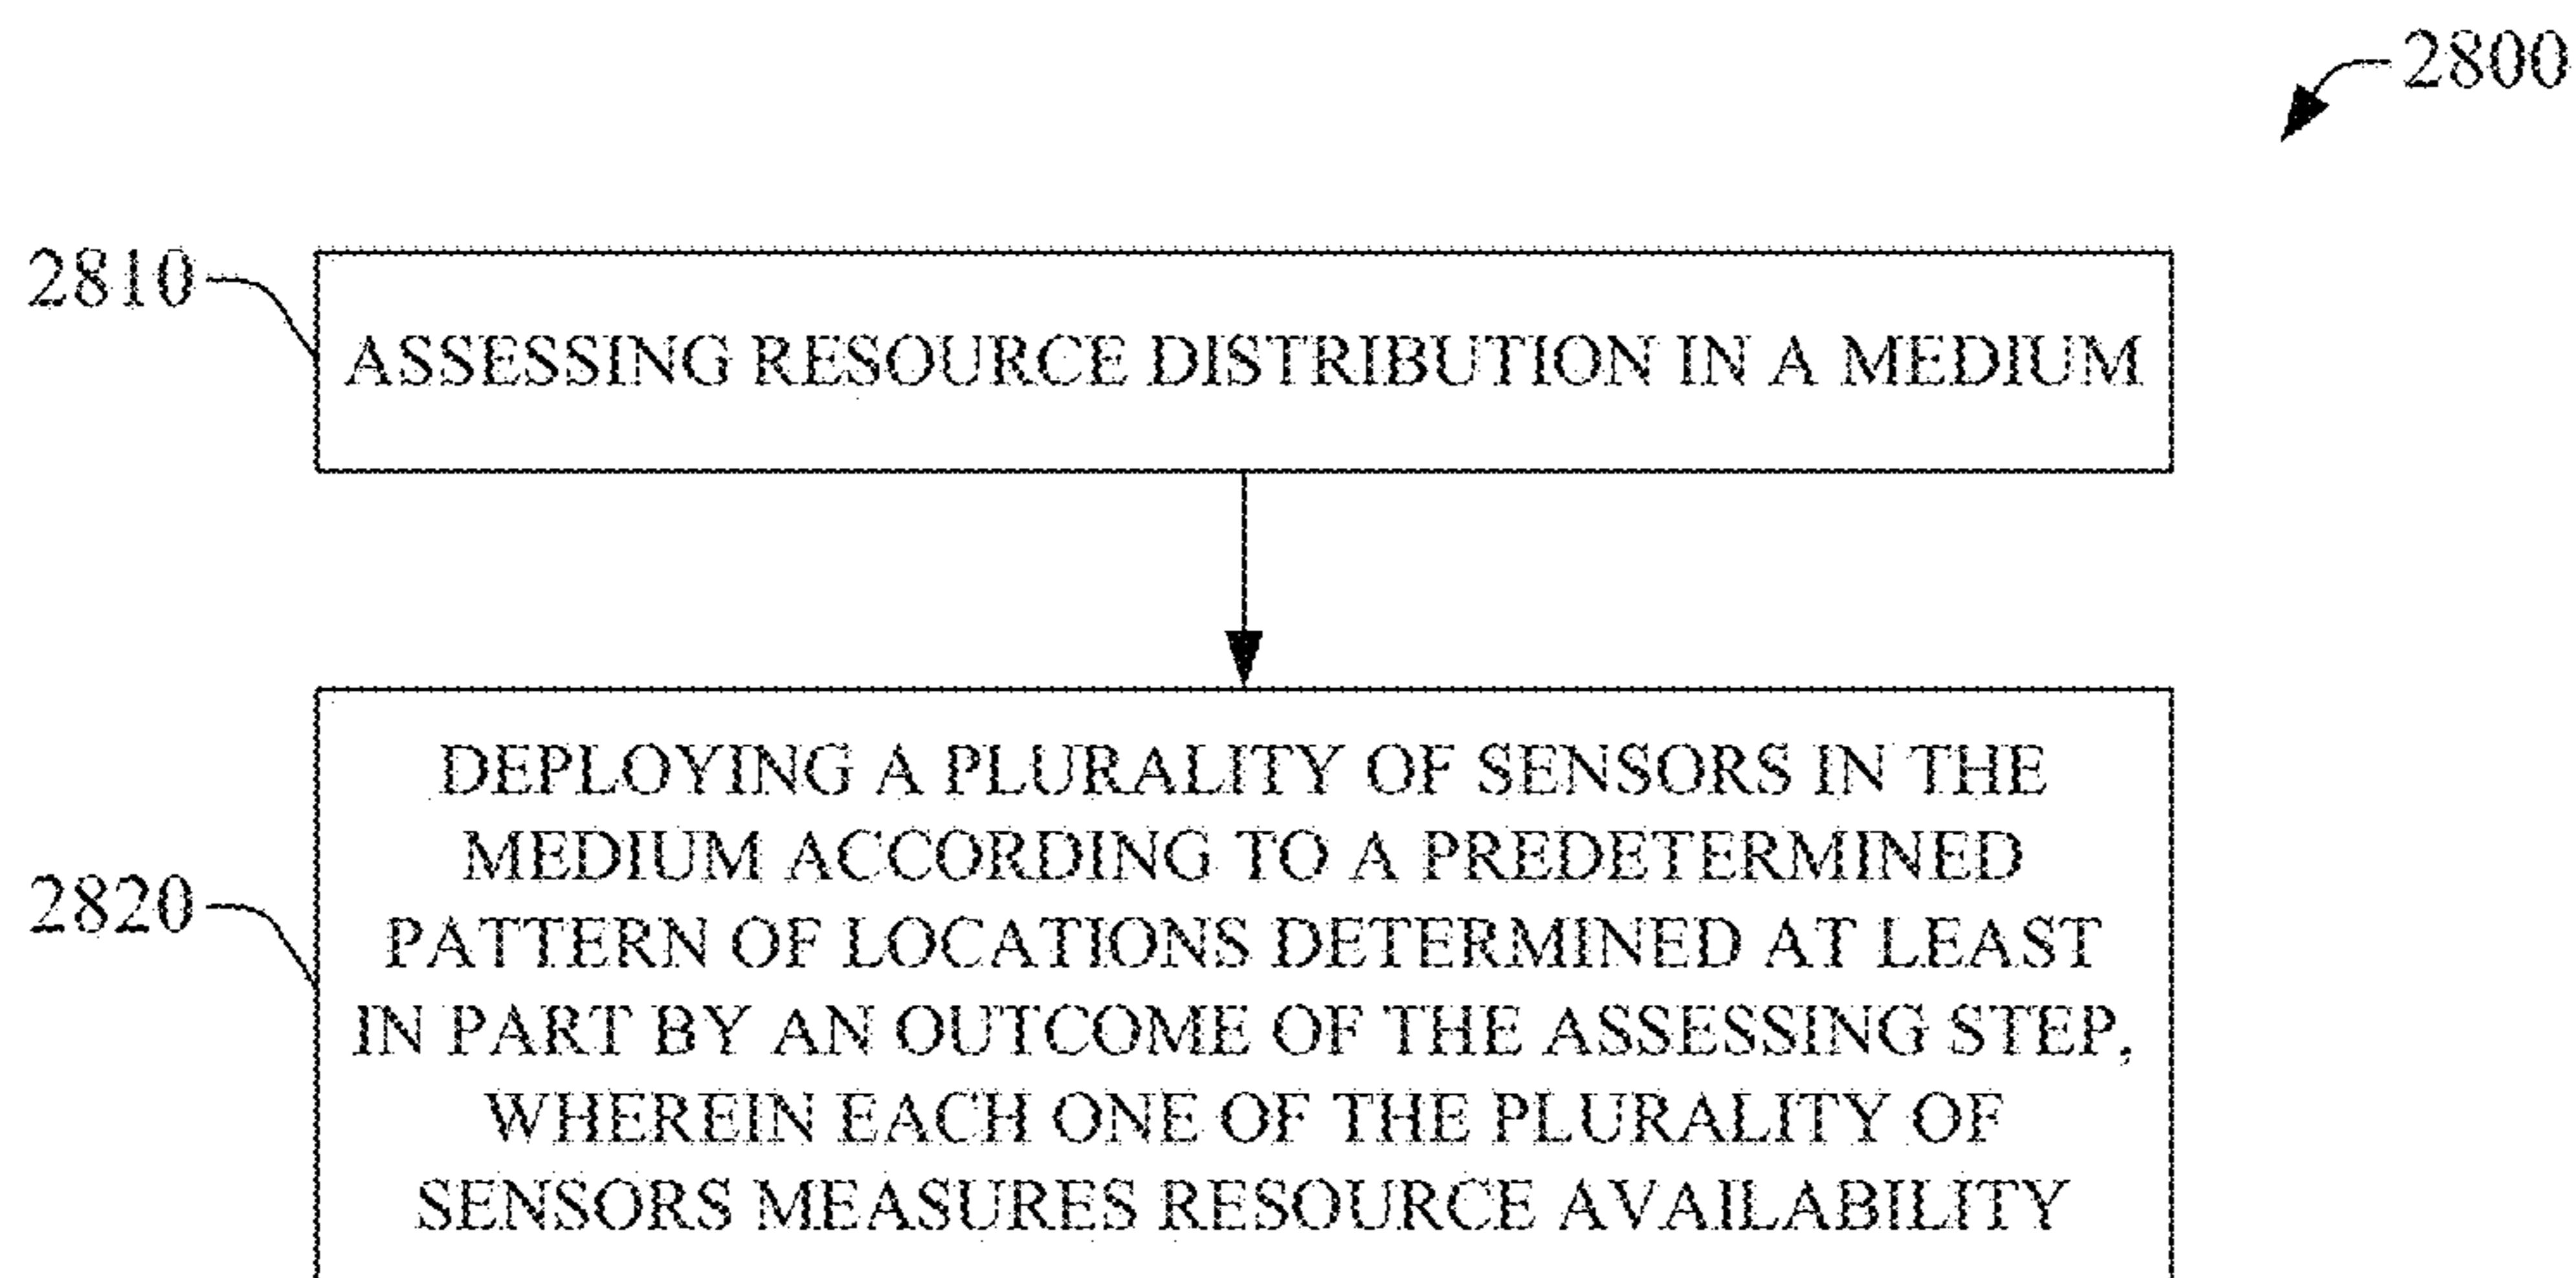 2800
2810
ASSESSING RESOURCE DISTRIBUTION IN A MEDIUM
DEPLOYING A PLURALITY OF SENSORS IN THE
MEDIUM ACCORDING TO A PREDETERMINED
2820
PATTERN OF LOCATIONS DETERMINED AT LEAST
IN PART BY AN OUTCOME OF THE ASSESSING STEP,
WHEREIN EACH ONE OF THE PLURALITY OF
SENSORS MEASURES RESOURCE AVAILABILITY